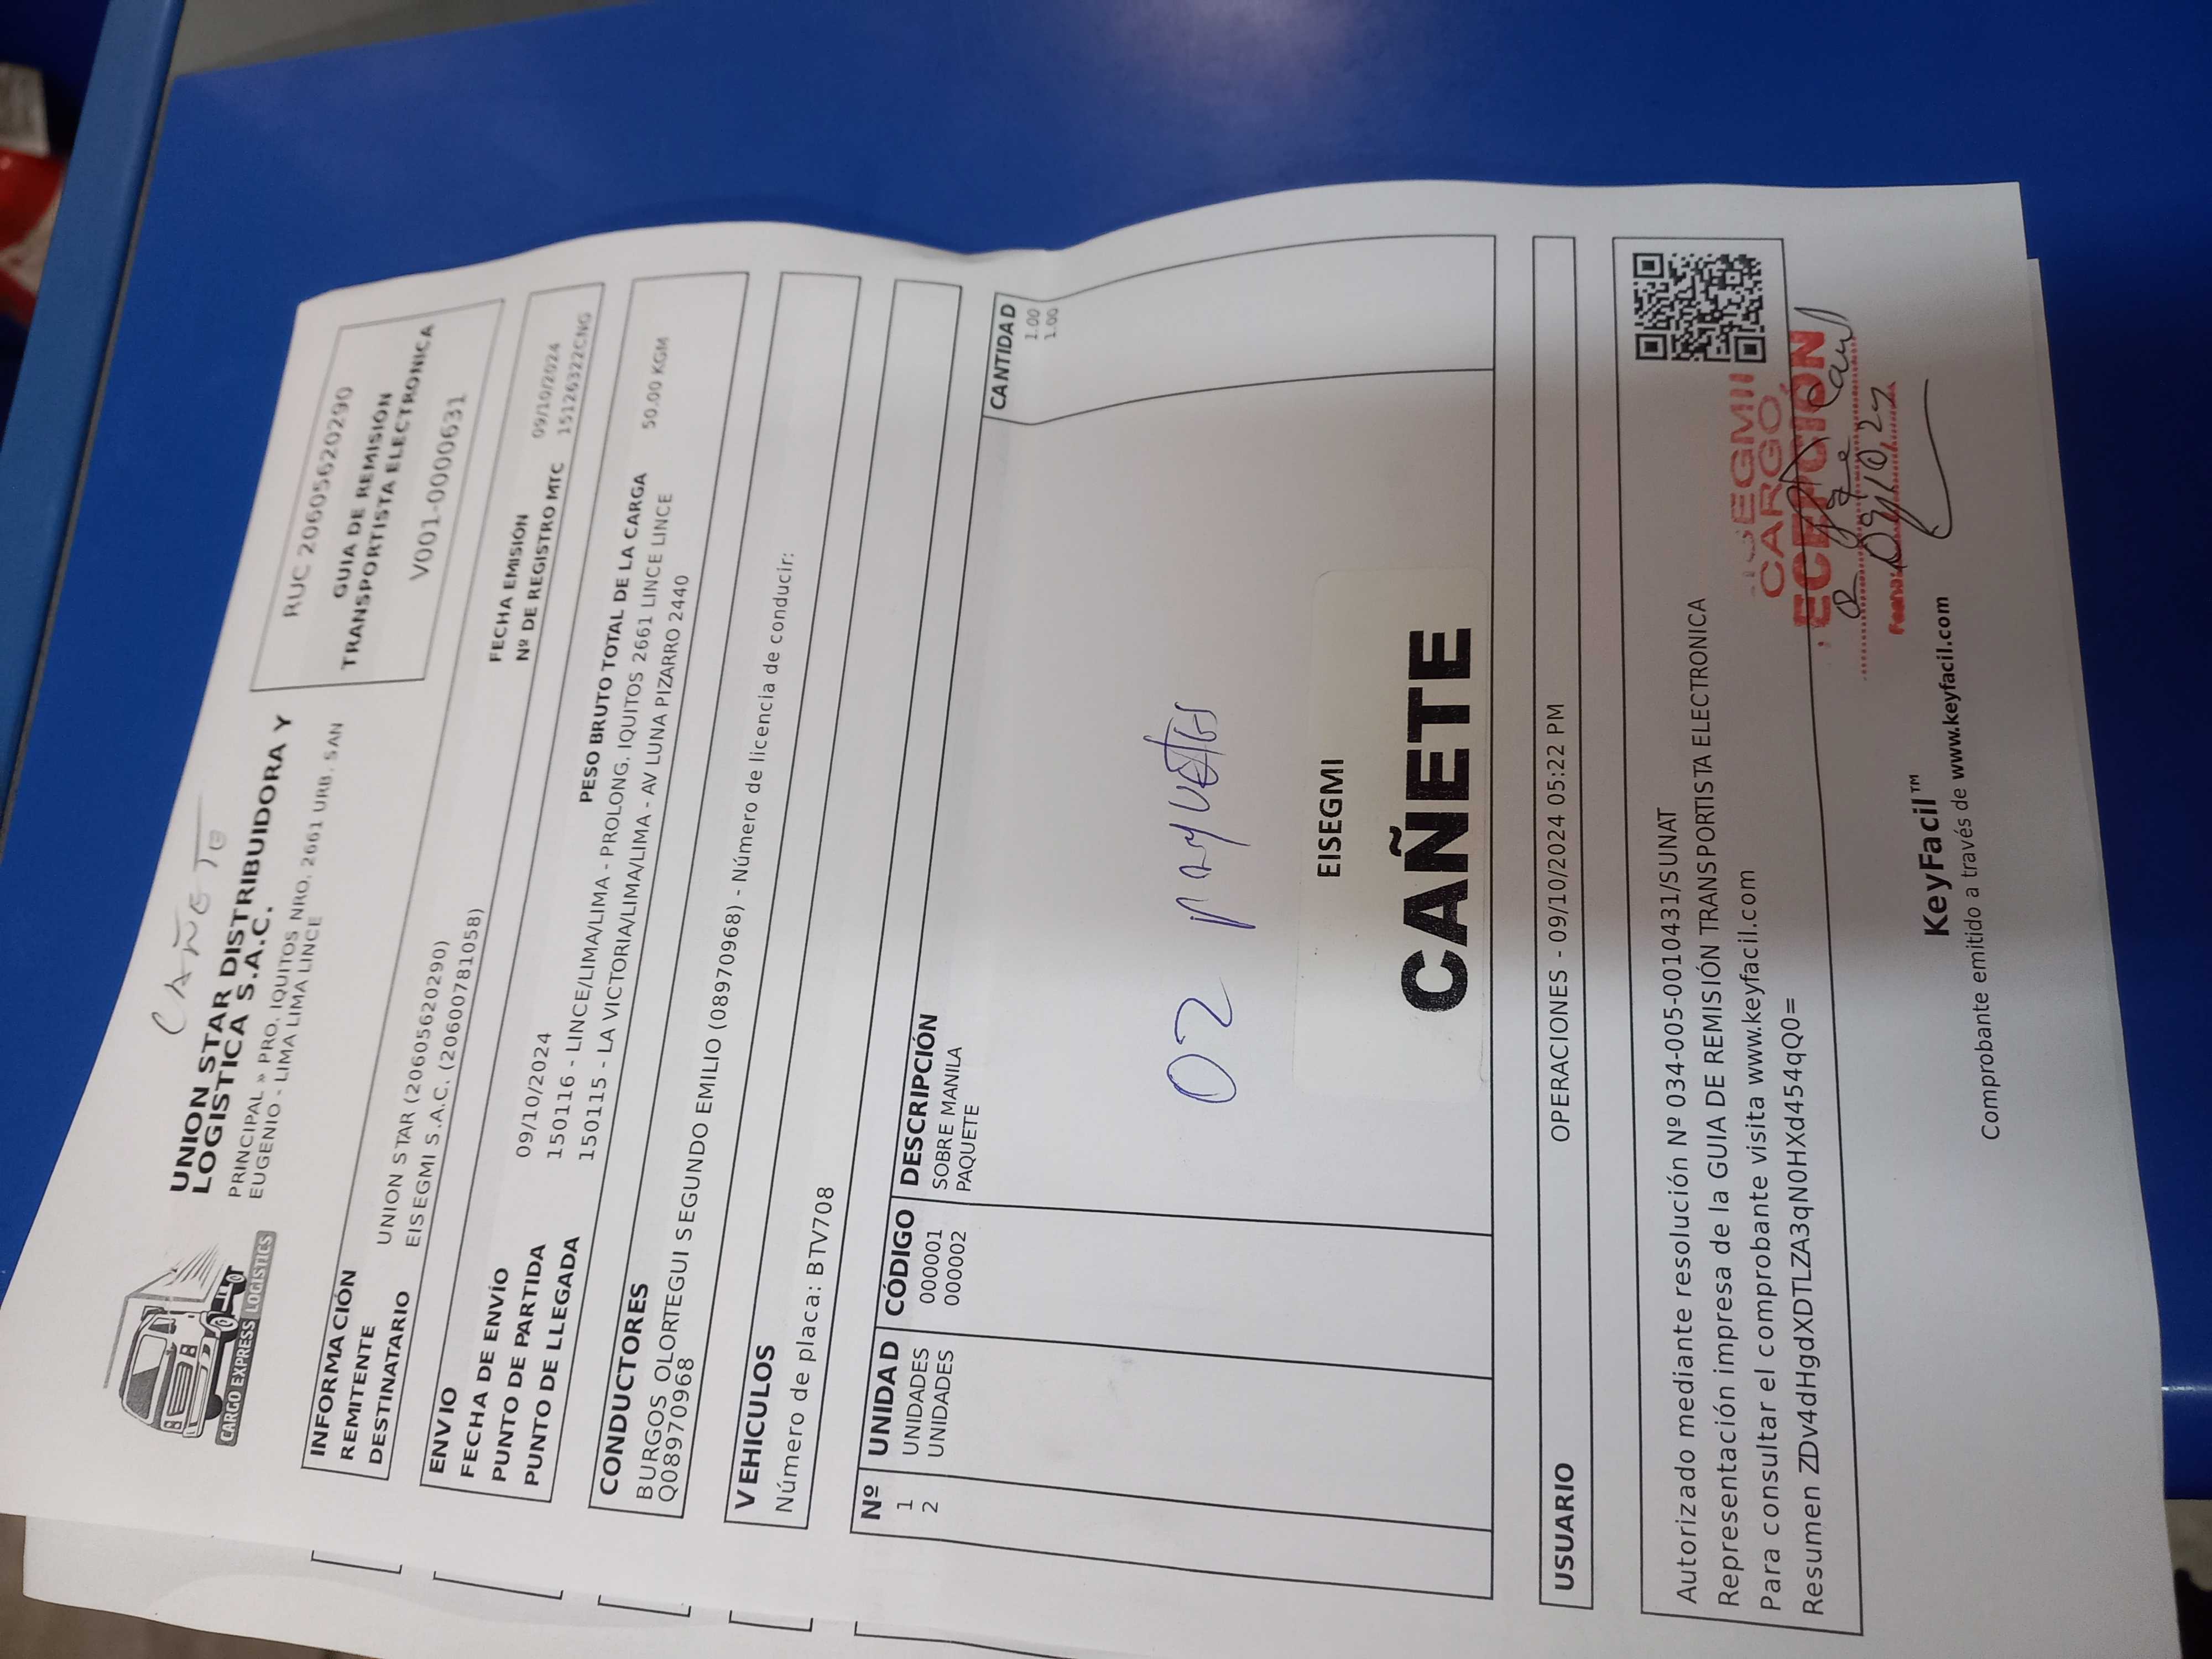 CAÑETE
CARGO EXPRESS LOGISTICS
UNION STAR DISTRIBUIDORA Y
LOGISTICA S.A.C.
PRINCIPAL » PRO. IQUITOS NRO. 2661 URB. SAN
EUGENIO - LIMA LIMA LINCE
RUC 20605620290
GUIA DE REMISIÓN
TRANSPORTISTA ELECTRONICA
V001-0000631
INFORMACIÓN
REMITENTE UNION STAR (20605620290)
DESTINATARIO EISEGMI S.A.C. (20600781058)
FECHA EMISIÓN 09/10/2024
Nº DE REGISTRO MTC 15126322CNG
ENVIO
FECHA DE ENVÍO 09/10/2024
PESO BRUTO TOTAL DE LA CARGA 50.00 KGM
PUNTO DE PARTIDA 150116 - LINCE/LIMA/LIMA - PROLONG. IQUITOS 2661 LINCE LINCE
PUNTO DE LLEGADA 150115 - LA VICTORIA/LIMA/LIMA - AV LUNA PIZARRO 2440
CONDUCTORES
BURGOS OLORTEGUI SEGUNDO EMILIO (08970968) - Número de licencia de conducir:
Q08970968
VEHICULOS
Número de placa: BTV708
Nº UNIDAD CÓDIGO DESCRIPCIÓN CANTIDAD
1 UNIDADES 000001 SOBRE MANILA 1.00
2 UNIDADES 000002 PAQUETE 1.00
02 PAQUETES
EISEGMI
CAÑETE
USUARIO OPERACIONES - 09/10/2024 05:22 PM
Autorizado mediante resolución Nº 034-005-0010431/SUNAT
Representación impresa de la GUIA DE REMISIÓN TRANSPORTISTA ELECTRONICA
Para consultar el comprobante visita www.keyfacil.com
Resumen ZDv4dHgdXDTLZA3qN0HXd454qQ0=
EISEGMI
CARGO
RECEPCIÓN
Fecha: 09/10/24
KeyFacil™
Comprobante emitido a través de www.keyfacil.com